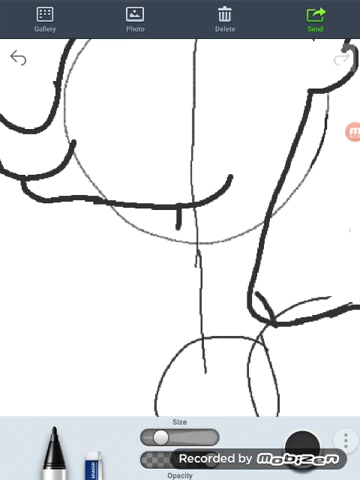 Gallery
Photo
Delete
Send
Size
Recorded by mobizen
Opacity